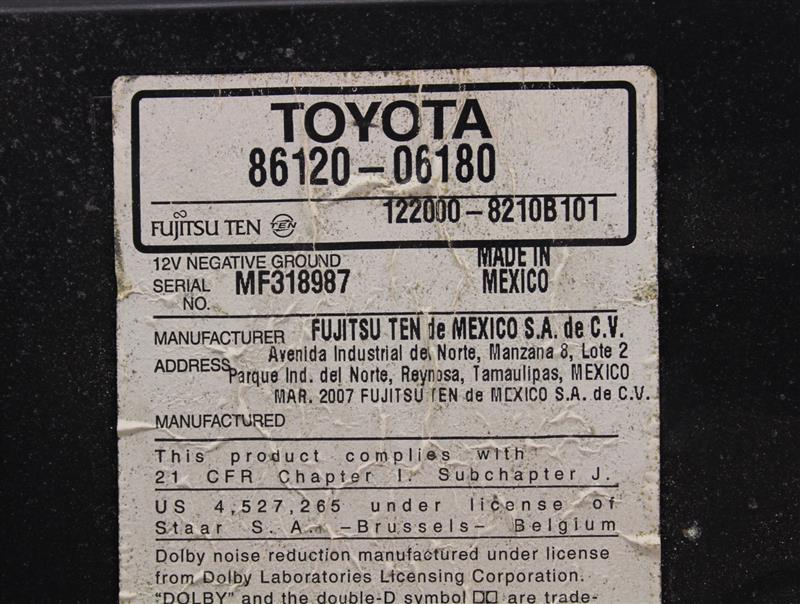 TOYOTA
86120-06180
122000-8210B101
FUJITSU TEN TEN
12V NEGATIVE GROUND
MADE IN
SERIAL MF318987 MEXICO
NO.
MANUFACTURER FUJITSU TEN de MEXICO S.A. de C.V.
ADDRESS Avenida Industrial del Norte, Manzana 8, Lote 2
Parque Ind. del Norte, Reynosa, Tamaulipas, MEXICO
MAR. 2007 FUJITSU TEN de MEXICO S.A. de C.V.
MANUFACTURED
This product complies with
21 CFR Chapter I. Subchapter J.
US 4,527,265 under license of
Staar S. A. -Brussels- Belgium
Dolby noise reduction manufactured under license
from Dolby Laboratories Licensing Corporation.
"DOLBY" and the double-D symbol are trade-